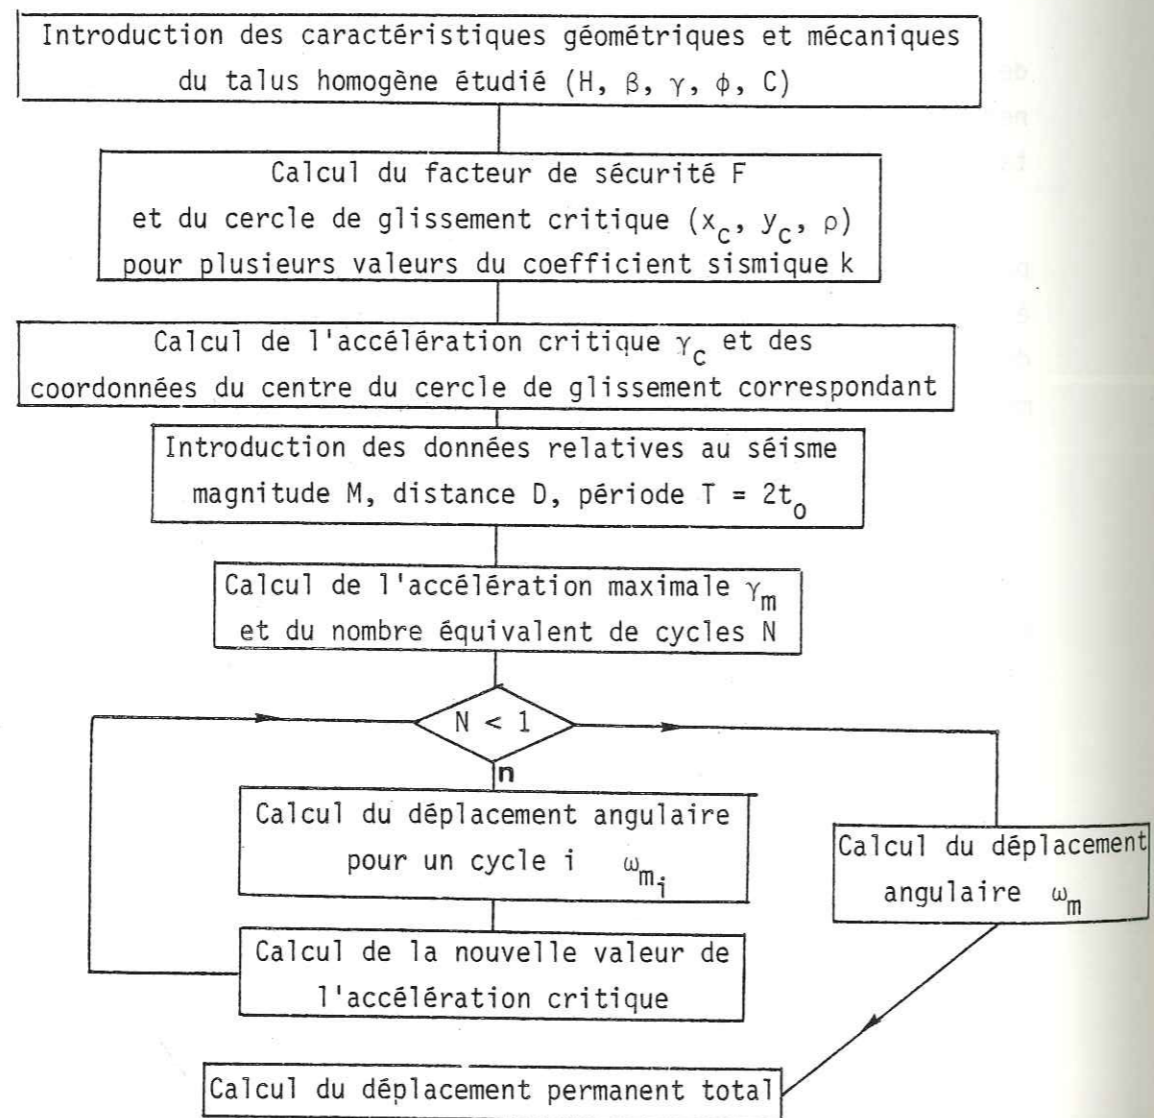 Introduction des caractéristiques géométriques et mécaniques
du talus homogène étudié (H, β, γ, ϕ, C)
Calcul du facteur de sécurité F
et du cercle de glissement critique (x_c, y_c, ρ)
pour plusieurs valeurs du coefficient sismique k
Calcul de l'accélération critique γ_c et des
coordonnées du centre du cercle de glissement correspondant
Introduction des données relatives au séisme
magnitude M, distance D, période T = 2t_o
Calcul de l'accélération maximale γ_m
et du nombre équivalent de cycles N
N < 1
n
Calcul du déplacement angulaire
pour un cycle i ω_{m_i}
Calcul de la nouvelle valeur de
l'accélération critique
Calcul du déplacement
angulaire ω_m
Calcul du déplacement permanent total